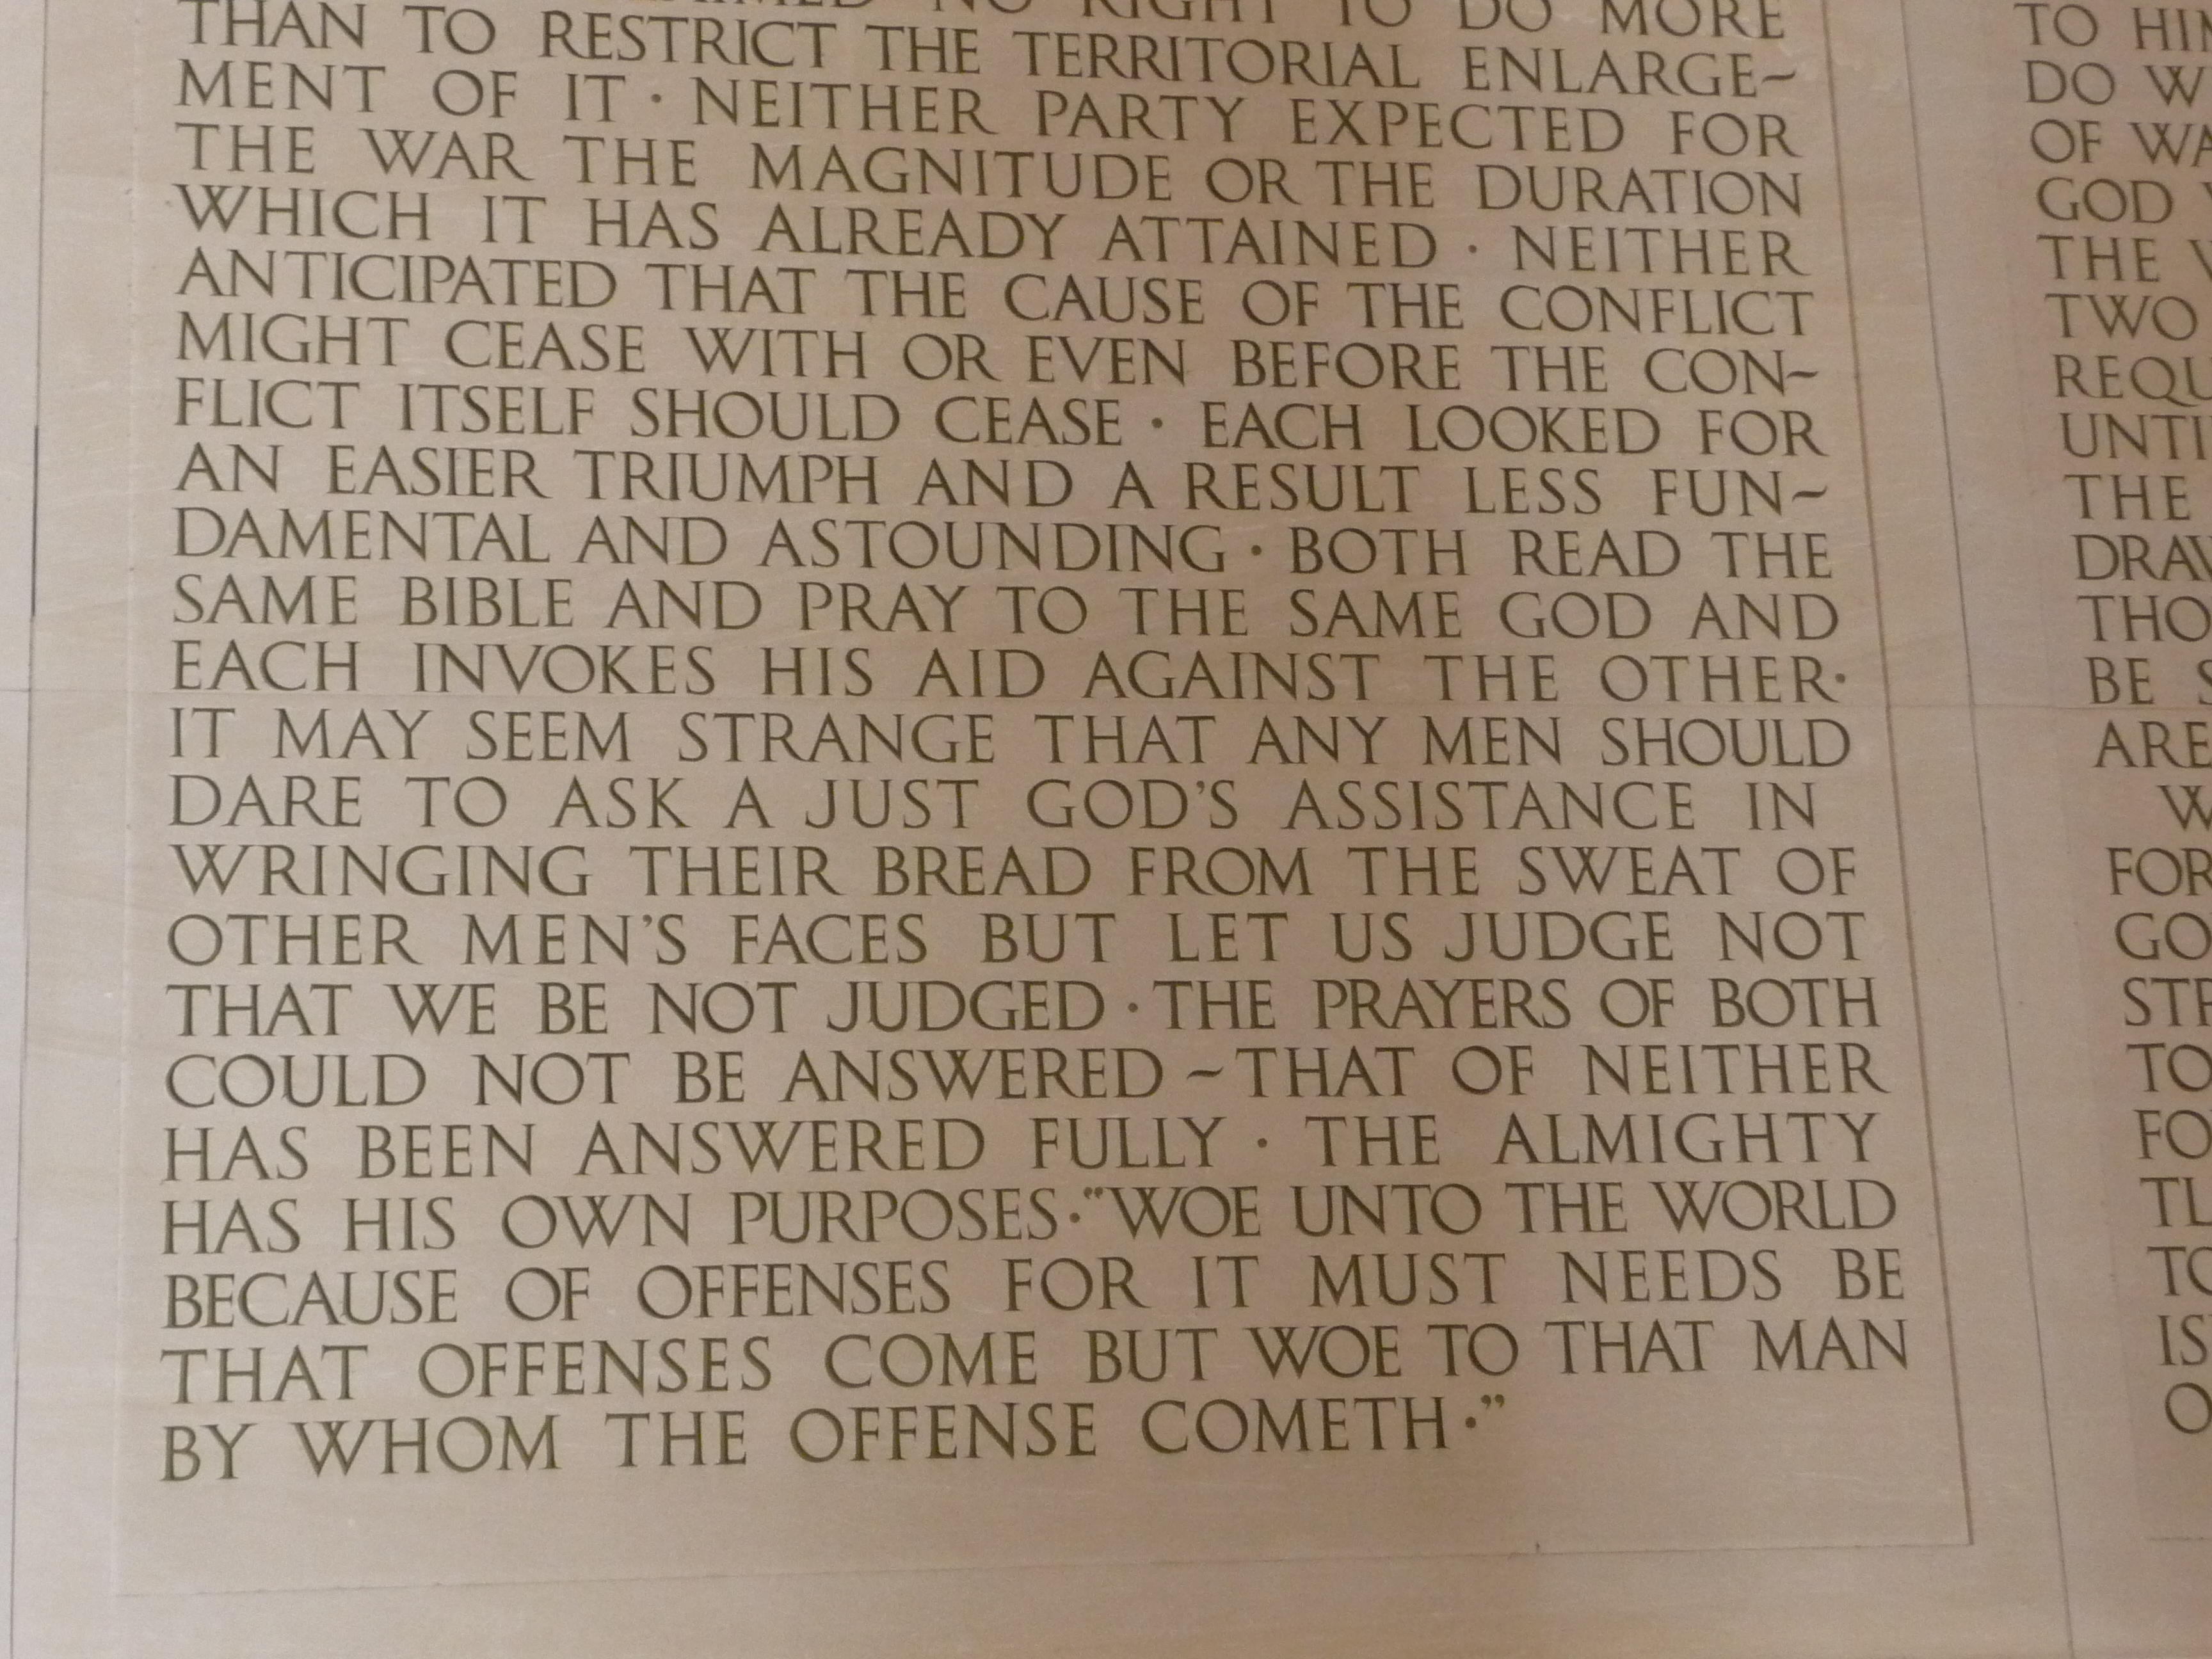 NO RIGHT TO DO MORE
THAN TO RESTRICT THE TERRITORIAL ENLARGE~
MENT OF IT · NEITHER PARTY EXPECTED FOR
THE WAR THE MAGNITUDE OR THE DURATION
WHICH IT HAS ALREADY ATTAINED · NEITHER
ANTICIPATED THAT THE CAUSE OF THE CONFLICT
MIGHT CEASE WITH OR EVEN BEFORE THE CON~
FLICT ITSELF SHOULD CEASE · EACH LOOKED FOR
AN EASIER TRIUMPH AND A RESULT LESS FUN~
DAMENTAL AND ASTOUNDING · BOTH READ THE
SAME BIBLE AND PRAY TO THE SAME GOD AND
EACH INVOKES HIS AID AGAINST THE OTHER·
IT MAY SEEM STRANGE THAT ANY MEN SHOULD
DARE TO ASK A JUST GOD'S ASSISTANCE IN
WRINGING THEIR BREAD FROM THE SWEAT OF
OTHER MEN'S FACES BUT LET US JUDGE NOT
THAT WE BE NOT JUDGED · THE PRAYERS OF BOTH
COULD NOT BE ANSWERED ~ THAT OF NEITHER
HAS BEEN ANSWERED FULLY · THE ALMIGHTY
HAS HIS OWN PURPOSES · "WOE UNTO THE WORLD
BECAUSE OF OFFENSES FOR IT MUST NEEDS BE
THAT OFFENSES COME BUT WOE TO THAT MAN
BY WHOM THE OFFENSE COMETH ·"
TO
DO
OF
GOD
THE
TWO
UNTI
THE
BE
ARE
FOR
IS